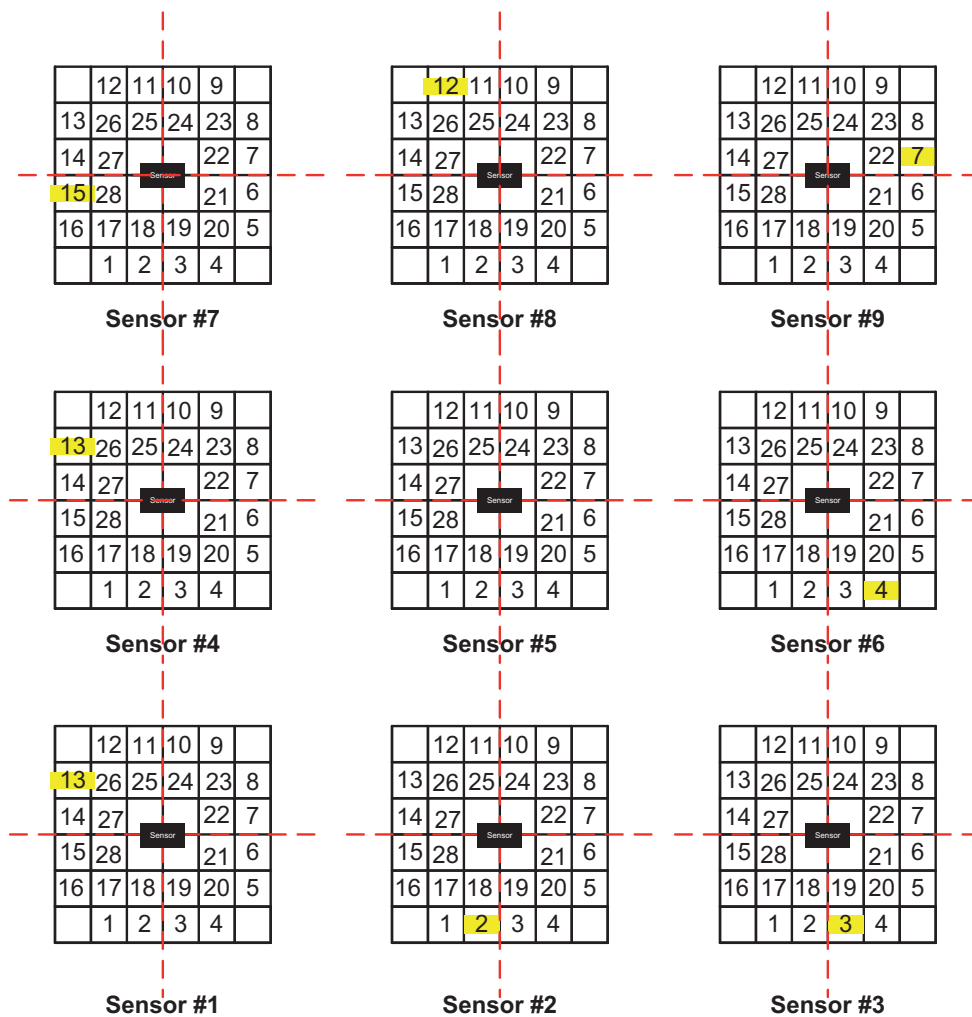 12 11 10 9 12 11 10 9 12 11 10 9
13 26 25 24 23 8 13 26 25 24 23 8 13 26 25 24 23 8
14 27 22 7 14 27 22 7 14 27 22 7
Sensor Sensor Sensor
15 28 21 6 15 28 21 6 15 28 21 6
16 17 18 19 20 5 16 17 18 19 20 5 16 17 18 19 20 5
1 2 3 4 1 2 3 4 1 2 3 4
Sensor #7 Sensor #8 Sensor #9
12 11 10 9 12 11 10 9 12 11 10 9
13 26 25 24 23 8 13 26 25 24 23 8 13 26 25 24 23 8
14 27 22 7 14 27 22 7 14 27 22 7
Sensor Sensor Sensor
15 28 21 6 15 28 21 6 15 28 21 6
16 17 18 19 20 5 16 17 18 19 20 5 16 17 18 19 20 5
1 2 3 4 1 2 3 4 1 2 3 4
Sensor #4 Sensor #5 Sensor #6
12 11 10 9 12 11 10 9 12 11 10 9
13 26 25 24 23 8 13 26 25 24 23 8 13 26 25 24 23 8
14 27 22 7 14 27 22 7 14 27 22 7
Sensor Sensor Sensor
15 28 21 6 15 28 21 6 15 28 21 6
16 17 18 19 20 5 16 17 18 19 20 5 16 17 18 19 20 5
1 2 3 4 1 2 3 4 1 2 3 4
Sensor #1 Sensor #2 Sensor #3